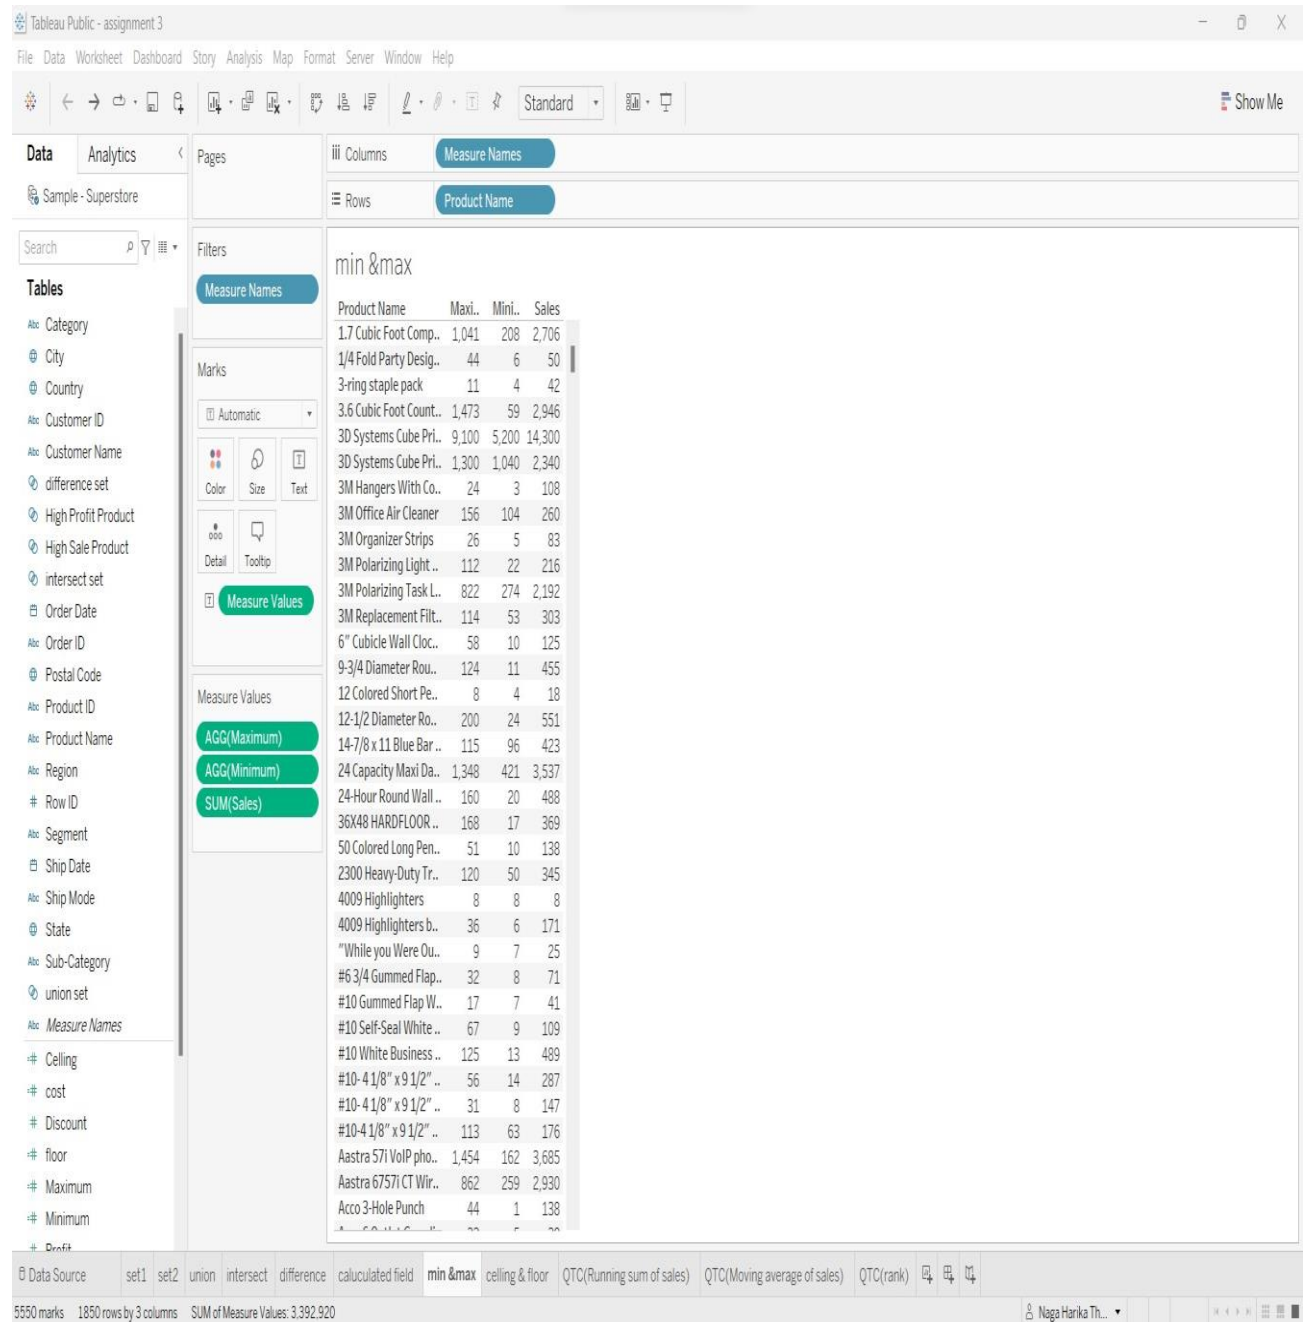 Tableau Public - assignment 3
File Data Worksheet Dashboard Story Analysis Map Format Server Window Help
Standard
Show Me
Data Analytics
Sample - Superstore
Search
Tables
Abc Category
City
Country
Abc Customer ID
Abc Customer Name
difference set
High Profit Product
High Sale Product
intersect set
Order Date
Abc Order ID
Postal Code
Abc Product ID
Abc Product Name
Abc Region
# Row ID
Abc Segment
Ship Date
Abc Ship Mode
State
Abc Sub-Category
union set
Abc Measure Names
=# Celling
=# cost
# Discount
=# floor
=# Maximum
=# Minimum
# Profit
Pages
Filters
Measure Names
Marks
Automatic
Color Size Text
Detail Tooltip
Measure Values
Measure Values
AGG(Maximum)
AGG(Minimum)
SUM(Sales)
Columns Measure Names
Rows Product Name
min &max
Product Name Maxi.. Mini.. Sales
1.7 Cubic Foot Comp.. 1,041 208 2,706
1/4 Fold Party Desig.. 44 6 50
3-ring staple pack 11 4 42
3.6 Cubic Foot Count.. 1,473 59 2,946
3D Systems Cube Pri.. 9,100 5,200 14,300
3D Systems Cube Pri.. 1,300 1,040 2,340
3M Hangers With Co.. 24 3 108
3M Office Air Cleaner 156 104 260
3M Organizer Strips 26 5 83
3M Polarizing Light .. 112 22 216
3M Polarizing Task L.. 822 274 2,192
3M Replacement Filt.. 114 53 303
6" Cubicle Wall Cloc.. 58 10 125
9-3/4 Diameter Rou.. 124 11 455
12 Colored Short Pe.. 8 4 18
12-1/2 Diameter Ro.. 200 24 551
14-7/8 x 11 Blue Bar .. 115 96 423
24 Capacity Maxi Da.. 1,348 421 3,537
24-Hour Round Wall .. 160 20 488
36X48 HARDFLOOR .. 168 17 369
50 Colored Long Pen.. 51 10 138
2300 Heavy-Duty Tr.. 120 50 345
4009 Highlighters 8 8 8
4009 Highlighters b.. 36 6 171
"While you Were Ou.. 9 7 25
#6 3/4 Gummed Flap.. 32 8 71
#10 Gummed Flap W.. 17 7 41
#10 Self-Seal White .. 67 9 109
#10 White Business .. 125 13 489
#10- 4 1/8" x 9 1/2" .. 56 14 287
#10- 4 1/8" x 9 1/2" .. 31 8 147
#10-4 1/8" x 9 1/2" .. 113 63 176
Aastra 57i VoIP pho.. 1,454 162 3,685
Aastra 6757i CT Wir.. 862 259 2,930
Acco 3-Hole Punch 44 1 138
Data Source set1 set2 union intersect difference caluculated field min &max celling & floor QTC(Running sum of sales) QTC(Moving average of sales) QTC(rank)
5550 marks 1850 rows by 3 columns SUM of Measure Values: 3,392,920 Naga Harika Th...